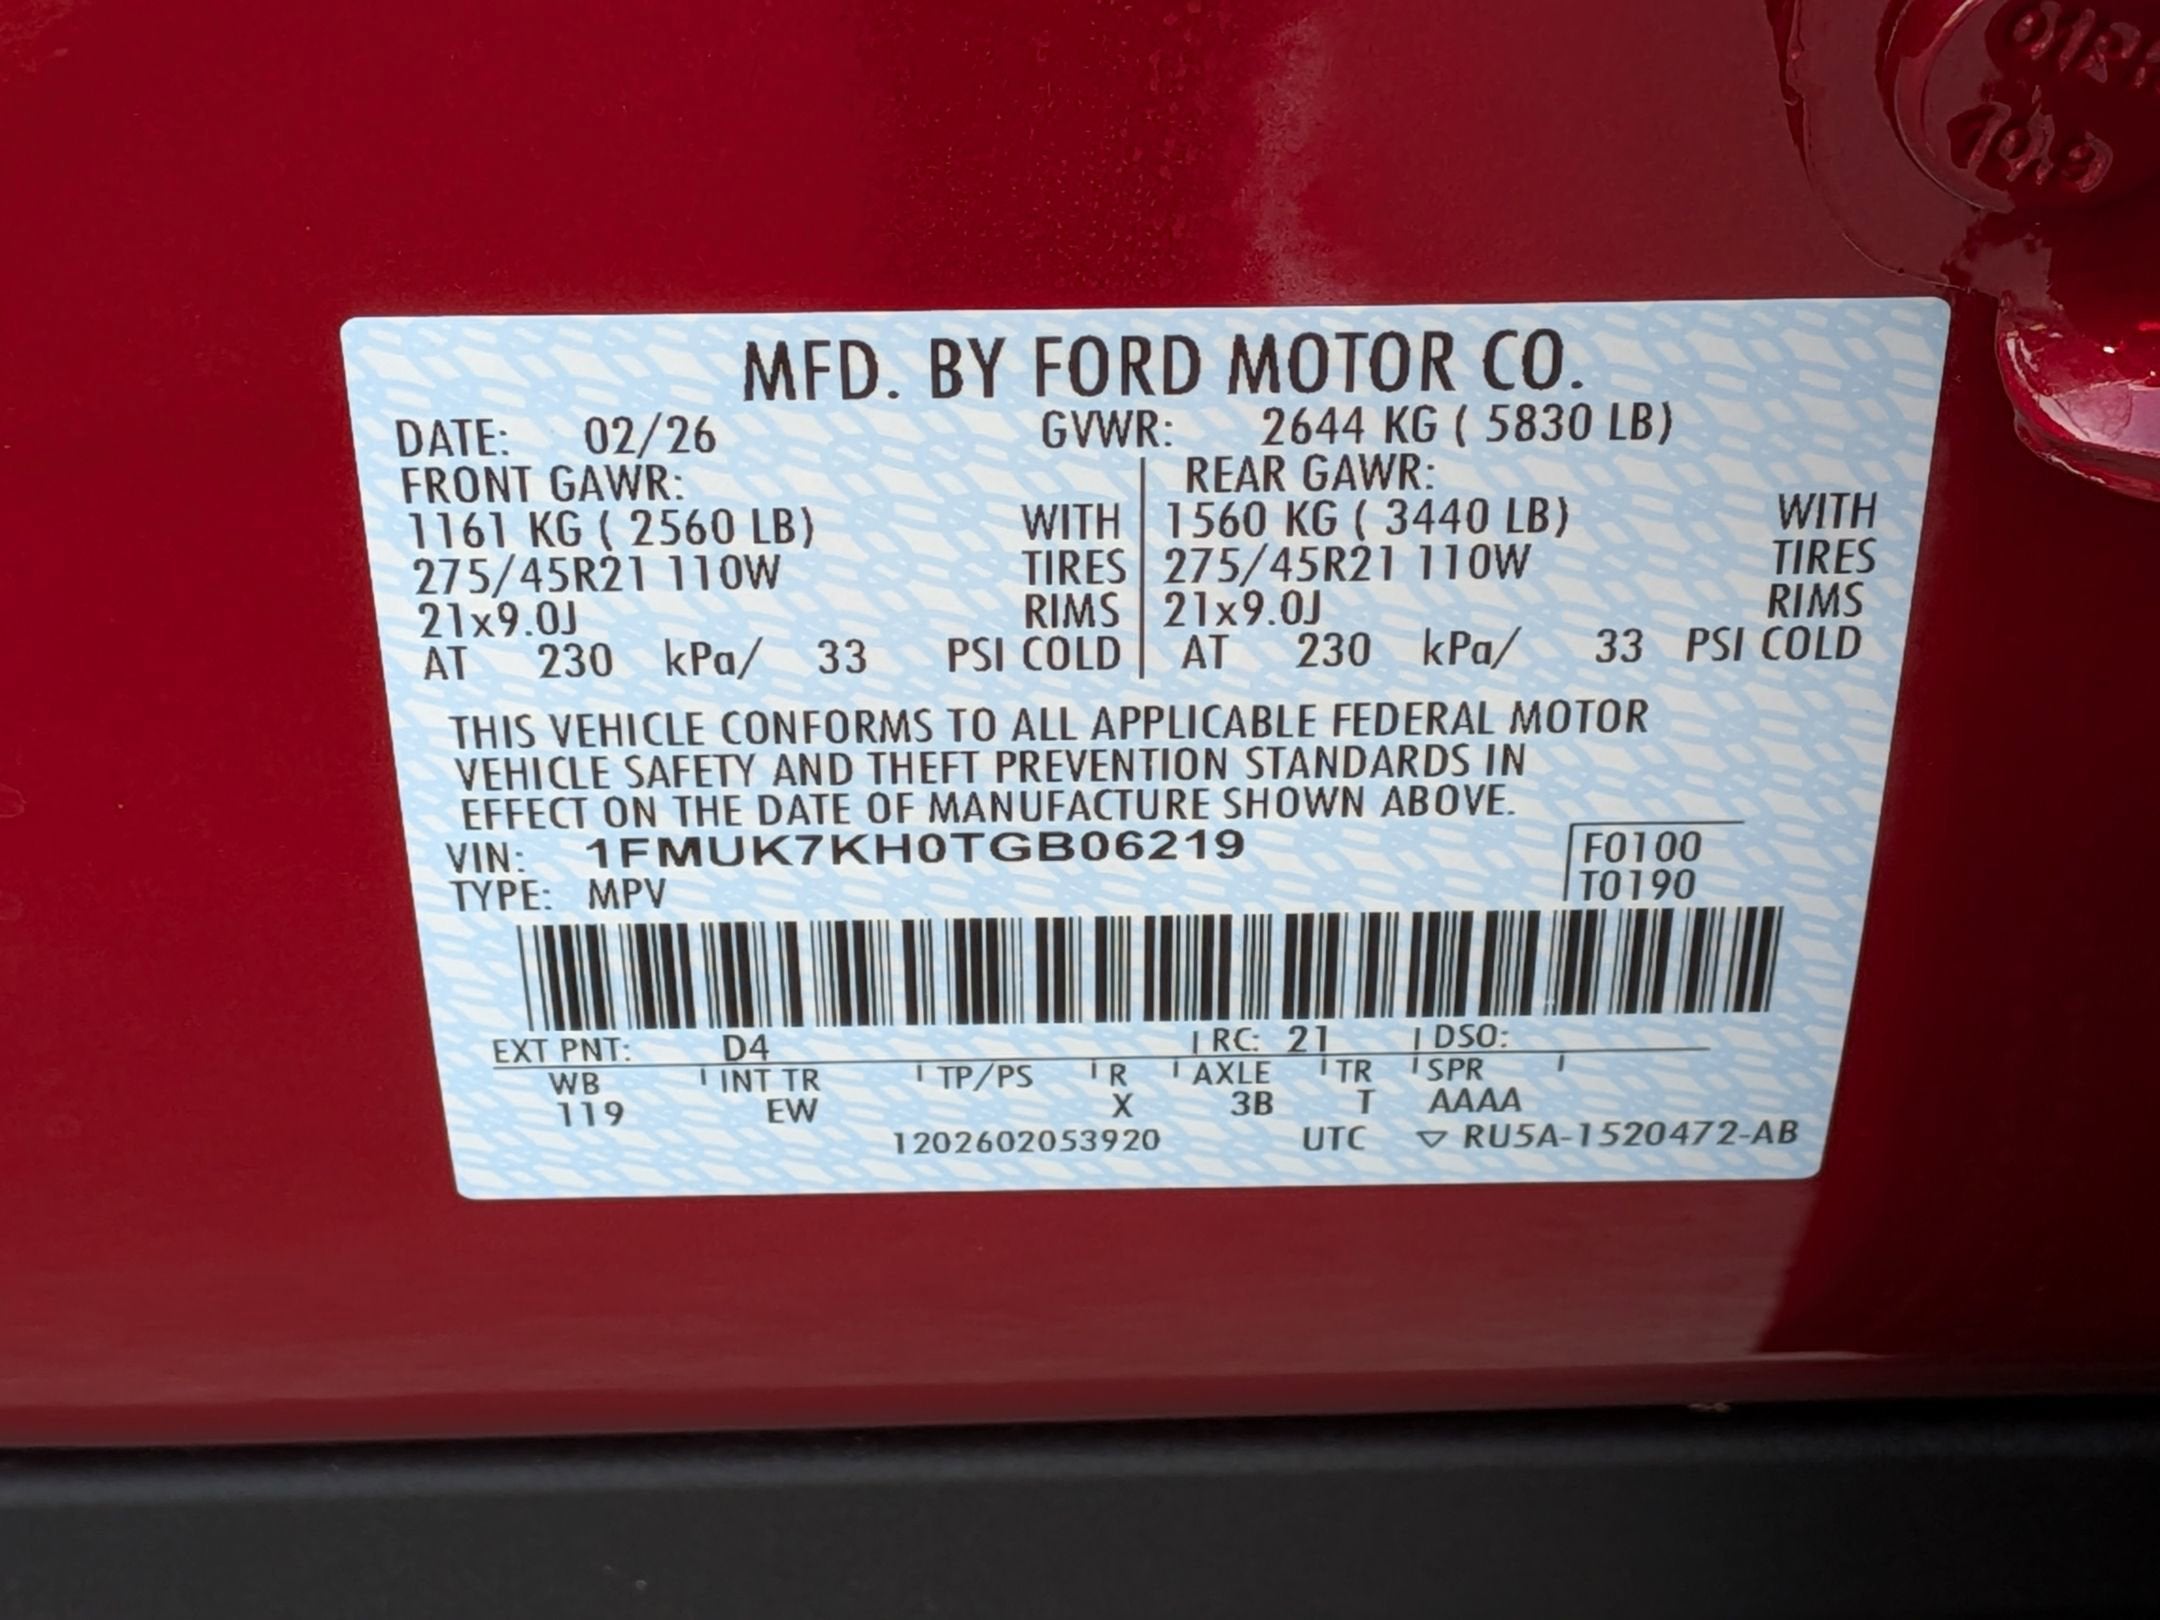 MFD. BY FORD MOTOR CO.
DATE: 02/26 GVWR: 2644 KG ( 5830 LB)
FRONT GAWR: REAR GAWR:
1161 KG ( 2560 LB) WITH 1560 KG ( 3440 LB) WITH
275/45R21 110W TIRES 275/45R21 110W TIRES
21x9.0J RIMS 21x9.0J RIMS
AT 230 kPa/ 33 PSI COLD AT 230 kPa/ 33 PSI COLD
THIS VEHICLE CONFORMS TO ALL APPLICABLE FEDERAL MOTOR
VEHICLE SAFETY AND THEFT PREVENTION STANDARDS IN
EFFECT ON THE DATE OF MANUFACTURE SHOWN ABOVE.
VIN: 1FMUK7KH0TGB06219 F0100
TYPE: MPV T0190
EXT PNT: D4 RC: 21 DSO:
WB INT TR TP/PS R AXLE TR SPR
119 EW X 3B T AAAA
1202602053920 UTC ▽ RU5A-1520472-AB
10.9